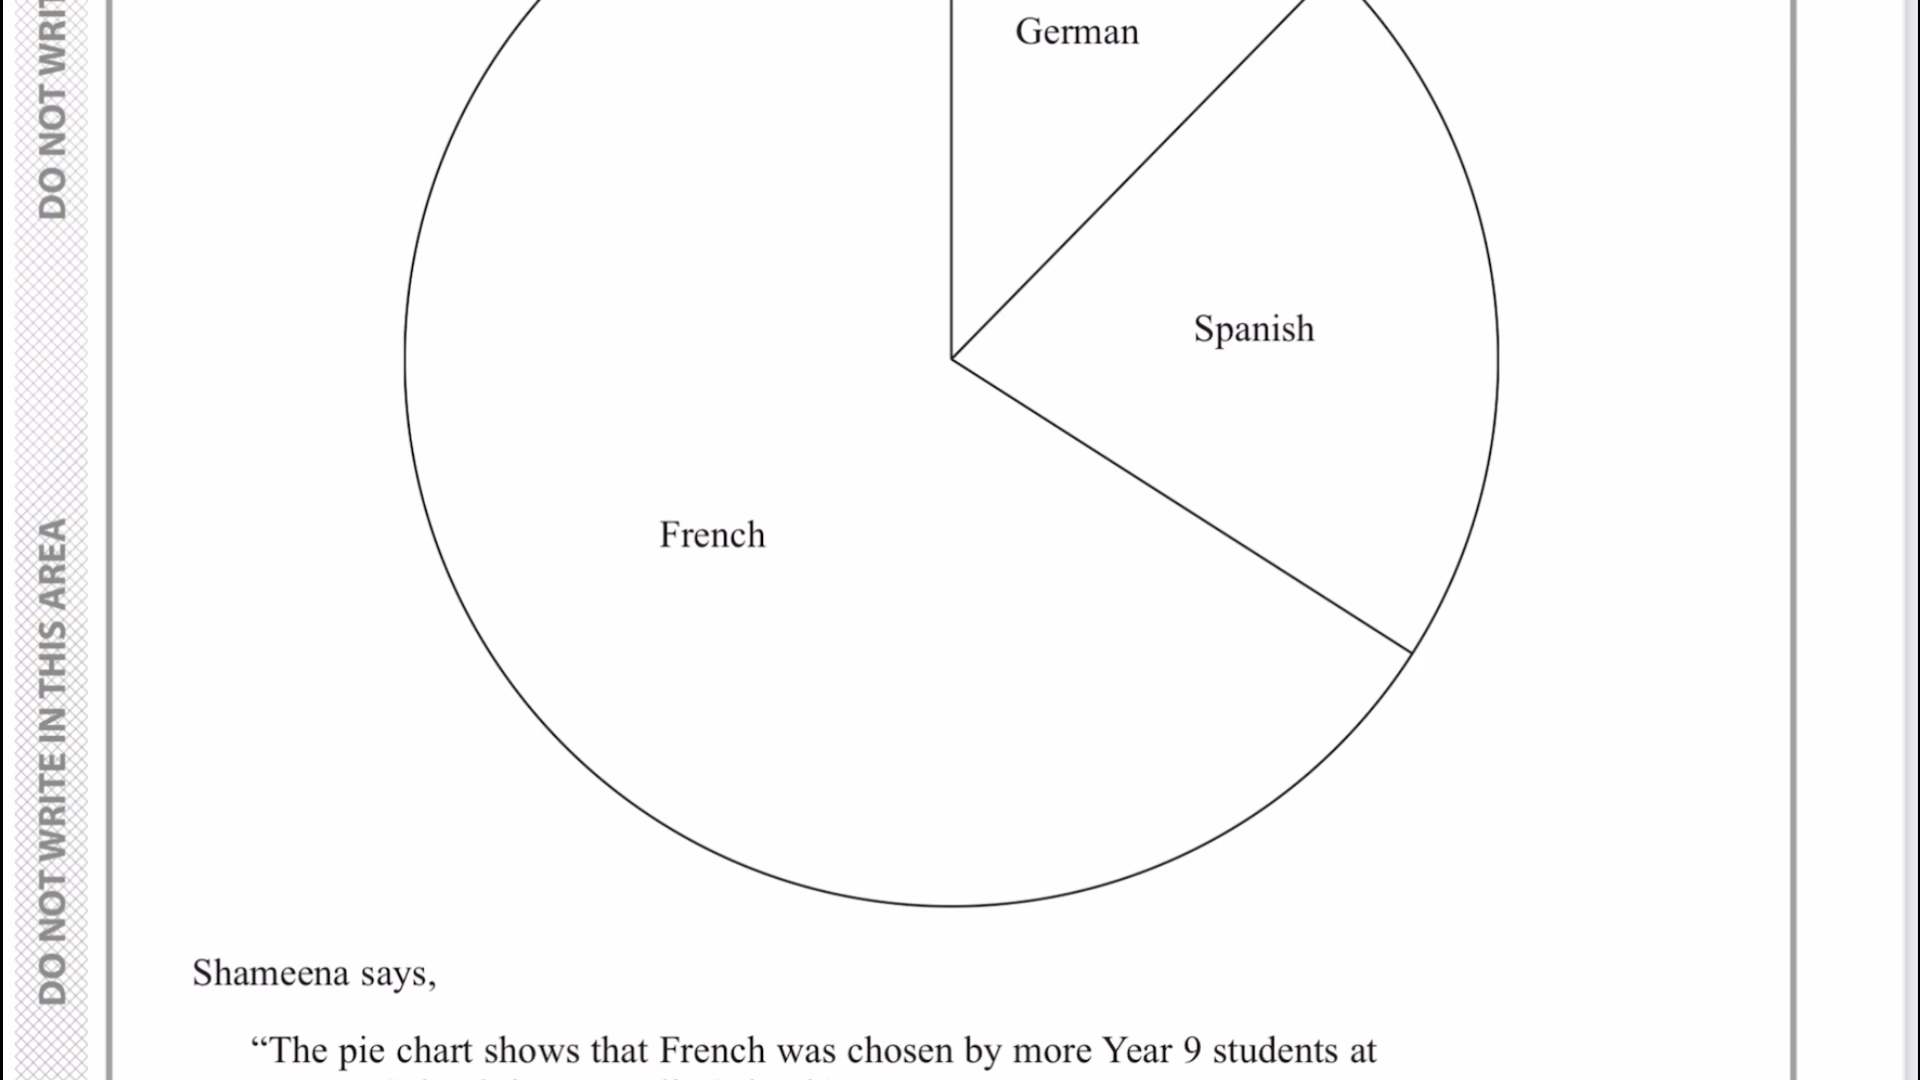 DO NOT WRIT
DO NOT WRITE IN THIS AREA
German
Spanish
French
Shameena says,
“The pie chart shows that French was chosen by more Year 9 students at